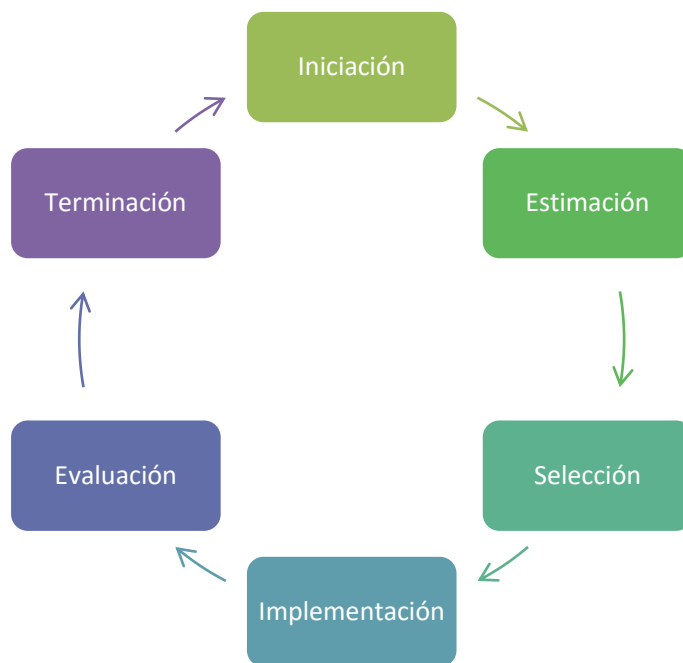 Iniciación
Estimación
Selección
Implementación
Evaluación
Terminación